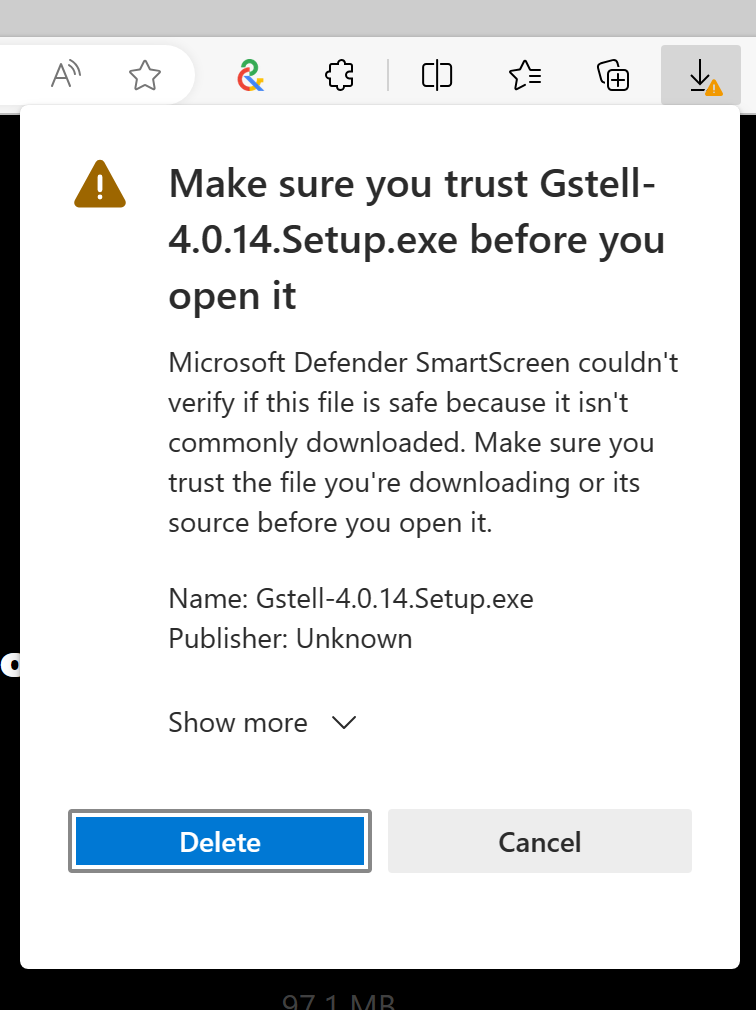 Make sure you trust Gstell-
4.0.14.Setup.exe before you
open it
Microsoft Defender SmartScreen couldn't
verify if this file is safe because it isn't
commonly downloaded. Make sure you
trust the file you're downloading or its
source before you open it.
Name: Gstell-4.0.14.Setup.exe
Publisher: Unknown
Show more
Delete
Cancel
97.1 MB